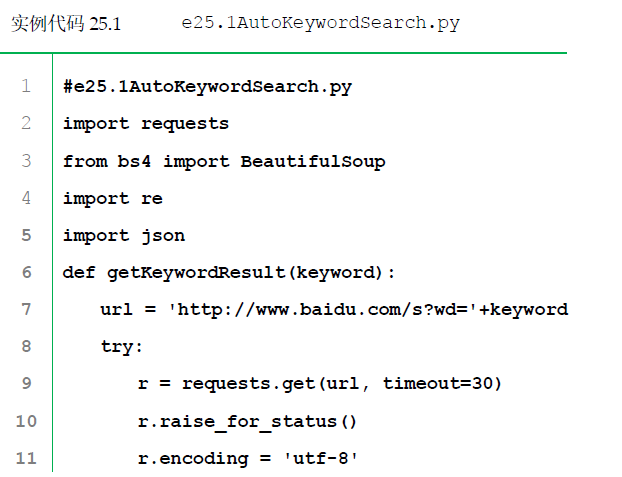 实例代码 25.1 e25.1AutoKeywordSearch.py
1 #e25.1AutoKeywordSearch.py
2 import requests
3 from bs4 import BeautifulSoup
4 import re
5 import json
6 def getKeywordResult(keyword):
7 url = 'http://www.baidu.com/s?wd='+keyword
8 try:
9 r = requests.get(url, timeout=30)
10 r.raise_for_status()
11 r.encoding = 'utf-8'